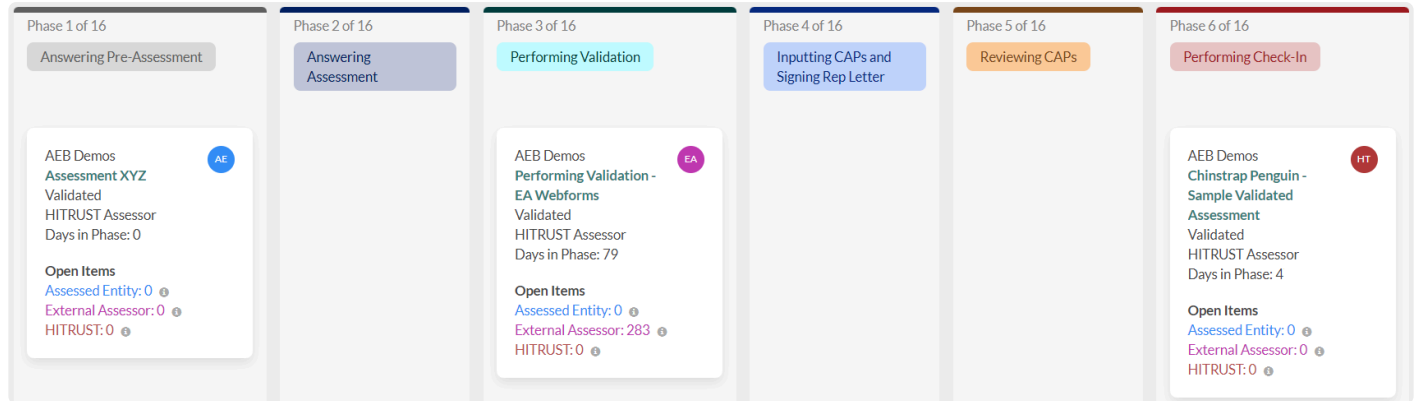 Phase 1 of 16
Answering Pre-Assessment
AEB Demos
AE
Assessment XYZ
Validated
HITRUST Assessor
Days in Phase: 0
Open Items
Assessed Entity: 0
External Assessor: 0
HITRUST: 0
Phase 2 of 16
Answering
Assessment
Phase 3 of 16
Performing Validation
AEB Demos
EA
Performing Validation -
EA Webforms
Validated
HITRUST Assessor
Days in Phase: 79
Open Items
Assessed Entity: 0
External Assessor: 283
HITRUST: 0
Phase 4 of 16
Inputting CAPs and
Signing Rep Letter
Phase 5 of 16
Reviewing CAPs
Phase 6 of 16
Performing Check-In
AEB Demos
HT
Chinstrap Penguin -
Sample Validated
Assessment
Validated
HITRUST Assessor
Days in Phase: 4
Open Items
Assessed Entity: 0
External Assessor: 0
HITRUST: 0